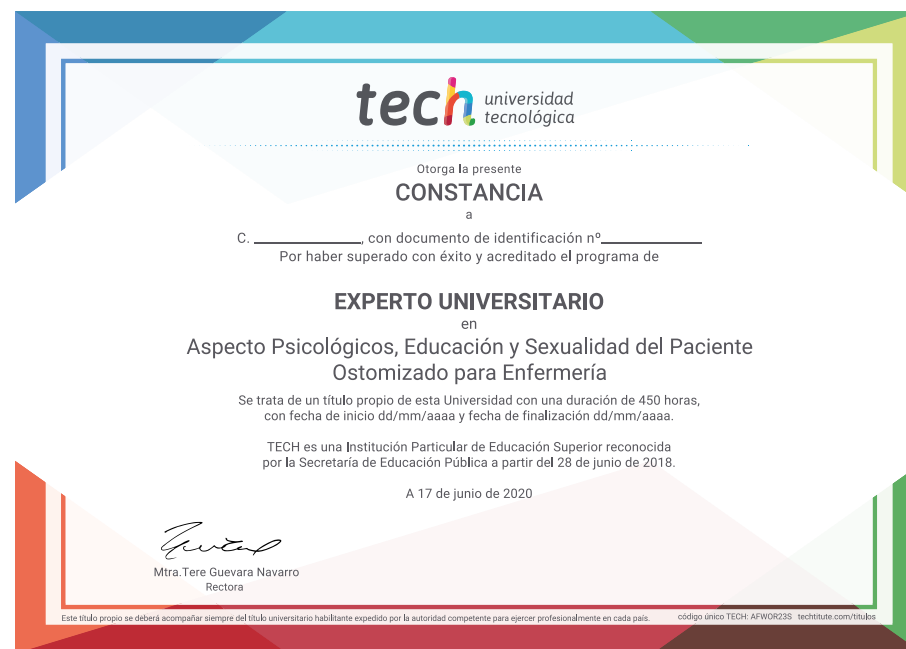 tech universidad
tecnológica
Otorga la presente
CONSTANCIA
a
C. ______________, con documento de identificación nº______________
Por haber superado con éxito y acreditado el programa de
EXPERTO UNIVERSITARIO
en
Aspecto Psicológicos, Educación y Sexualidad del Paciente
Ostomizado para Enfermería
Se trata de un título propio de esta Universidad con una duración de 450 horas,
con fecha de inicio dd/mm/aaaa y fecha de finalización dd/mm/aaaa.
TECH es una Institución Particular de Educación Superior reconocida
por la Secretaría de Educación Pública a partir del 28 de junio de 2018.
A 17 de junio de 2020
Mtra.Tere Guevara Navarro
Rectora
Este título propio se deberá acompañar siempre del título universitario habilitante expedido por la autoridad competente para ejercer profesionalmente en cada país. código único TECH: AFWOR23S techtitute.com/titulos